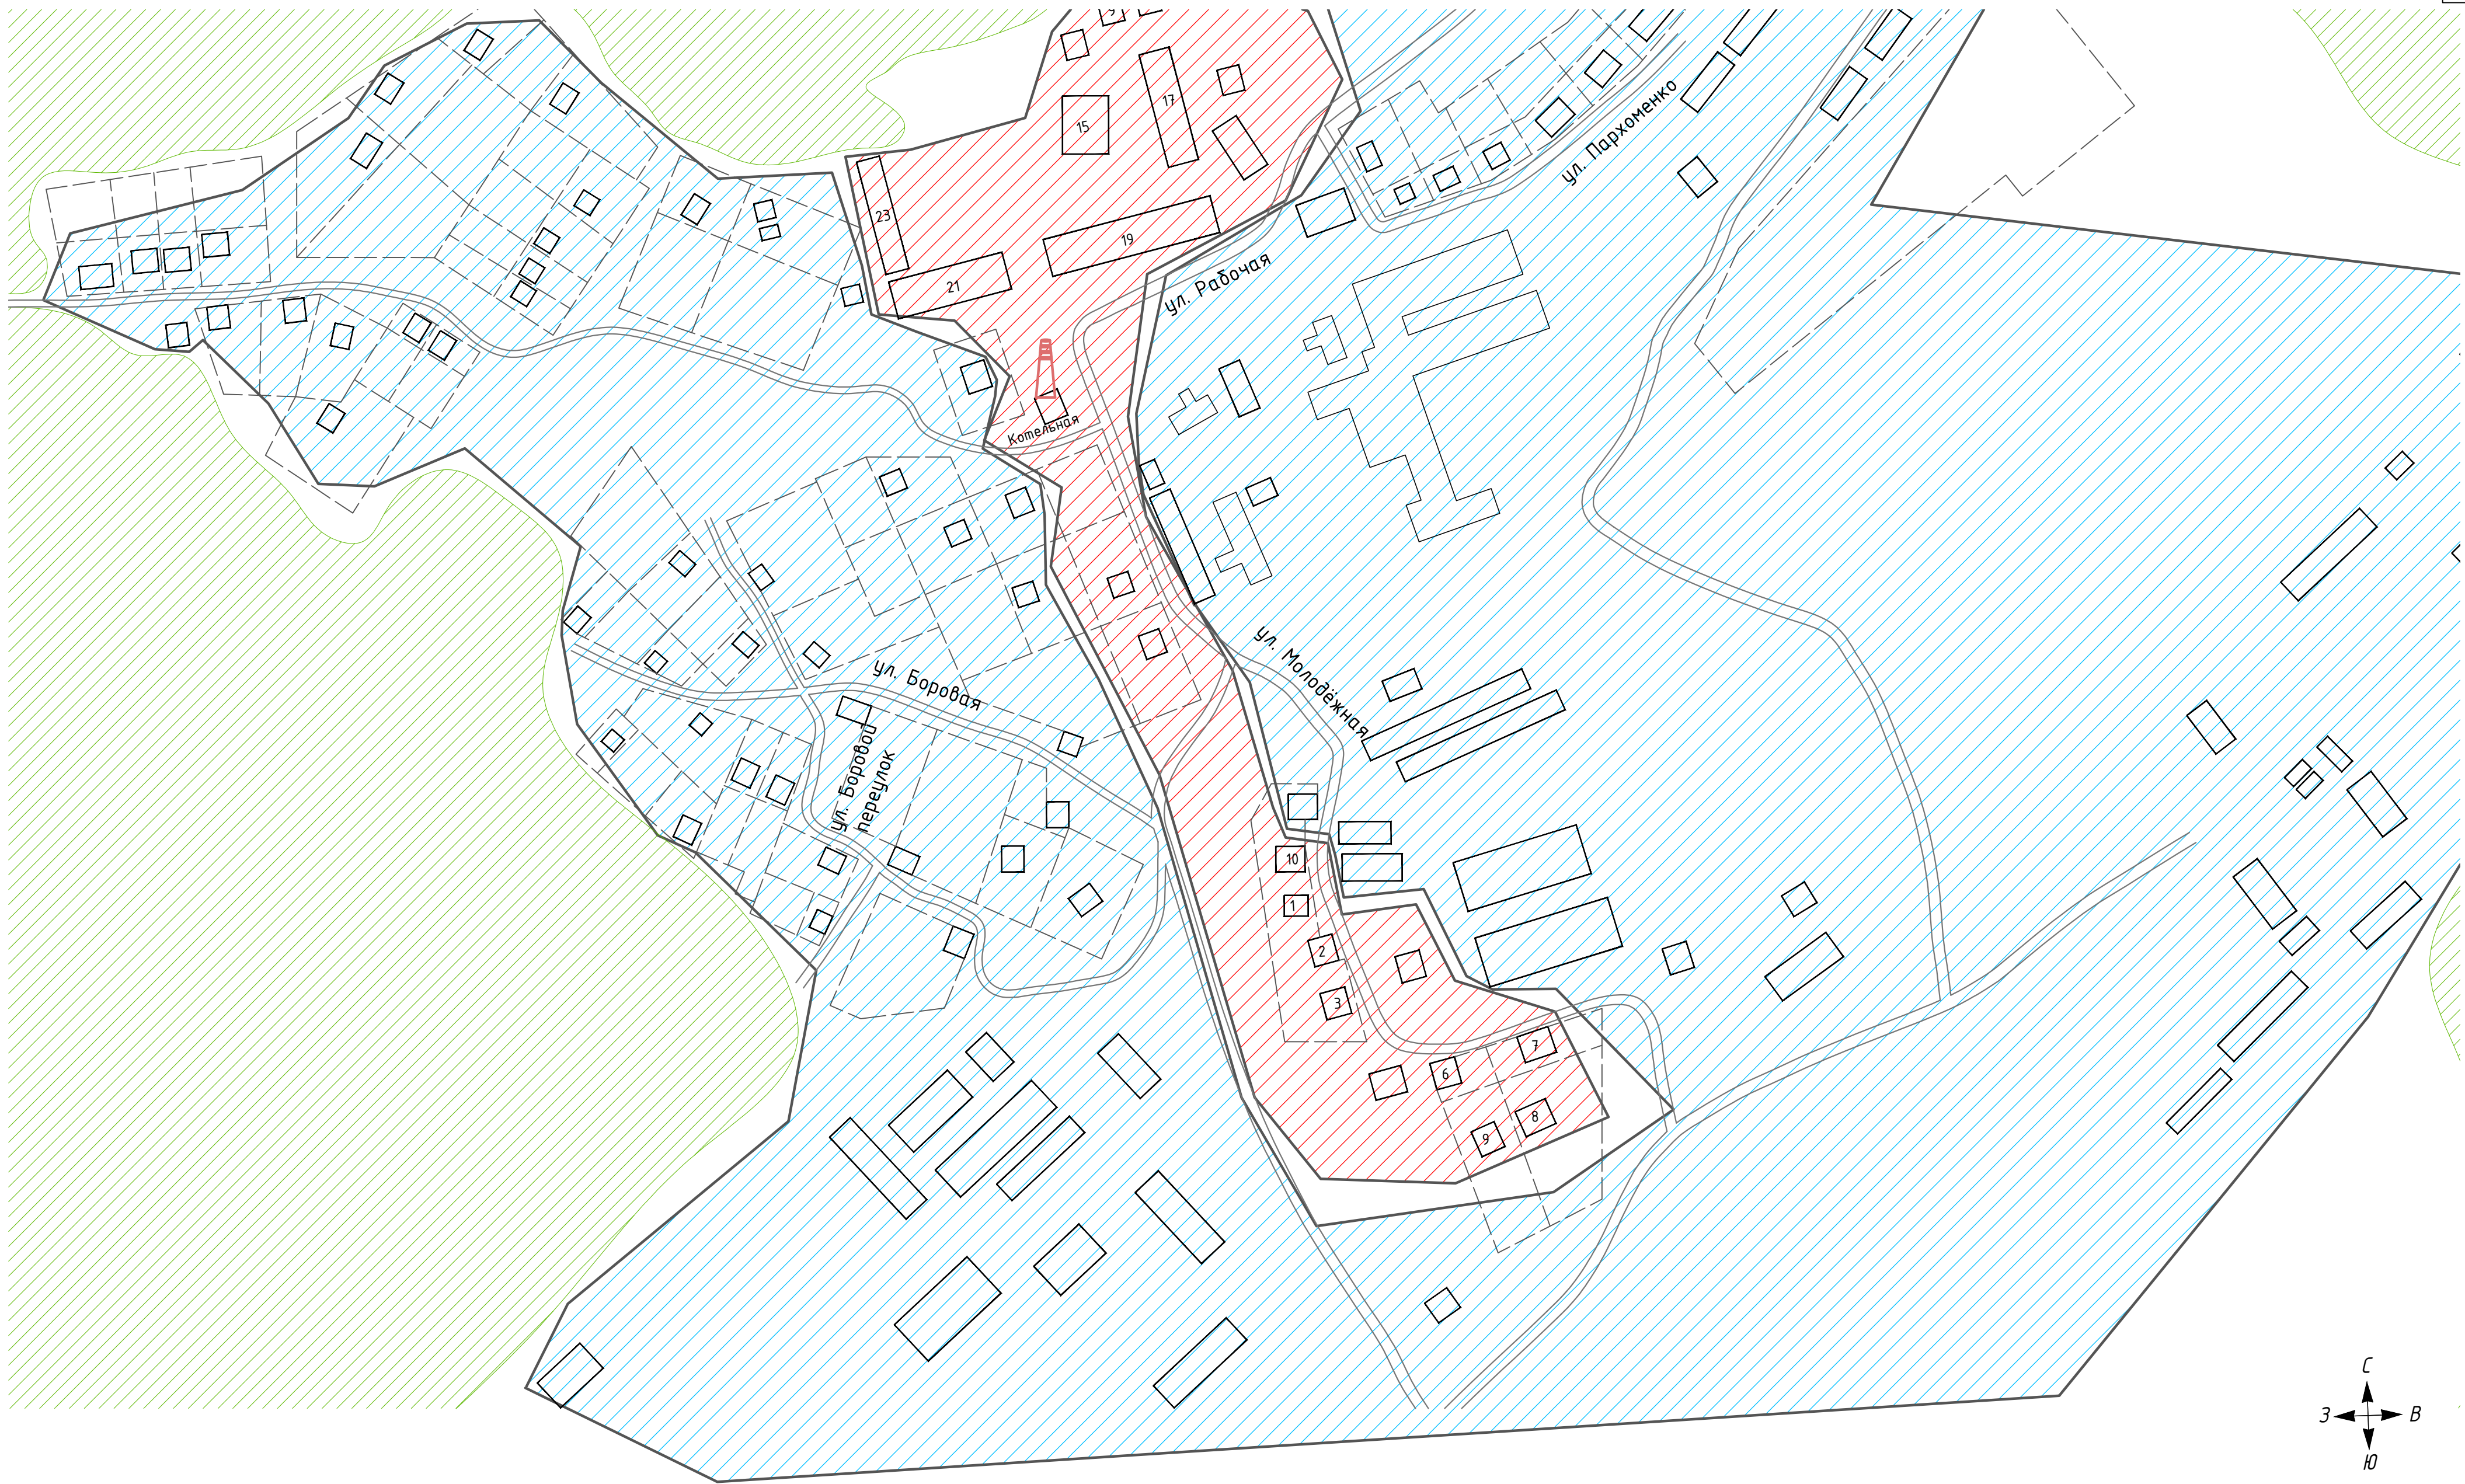 17
15
ул. Пархоменко
23
19
21
ул. Рабочая
Котельная
ул. Молодёжная
ул. Боровая
ул. Боровой
переулок
10
1
2
3
7
6
8
9
С
З
В
Ю